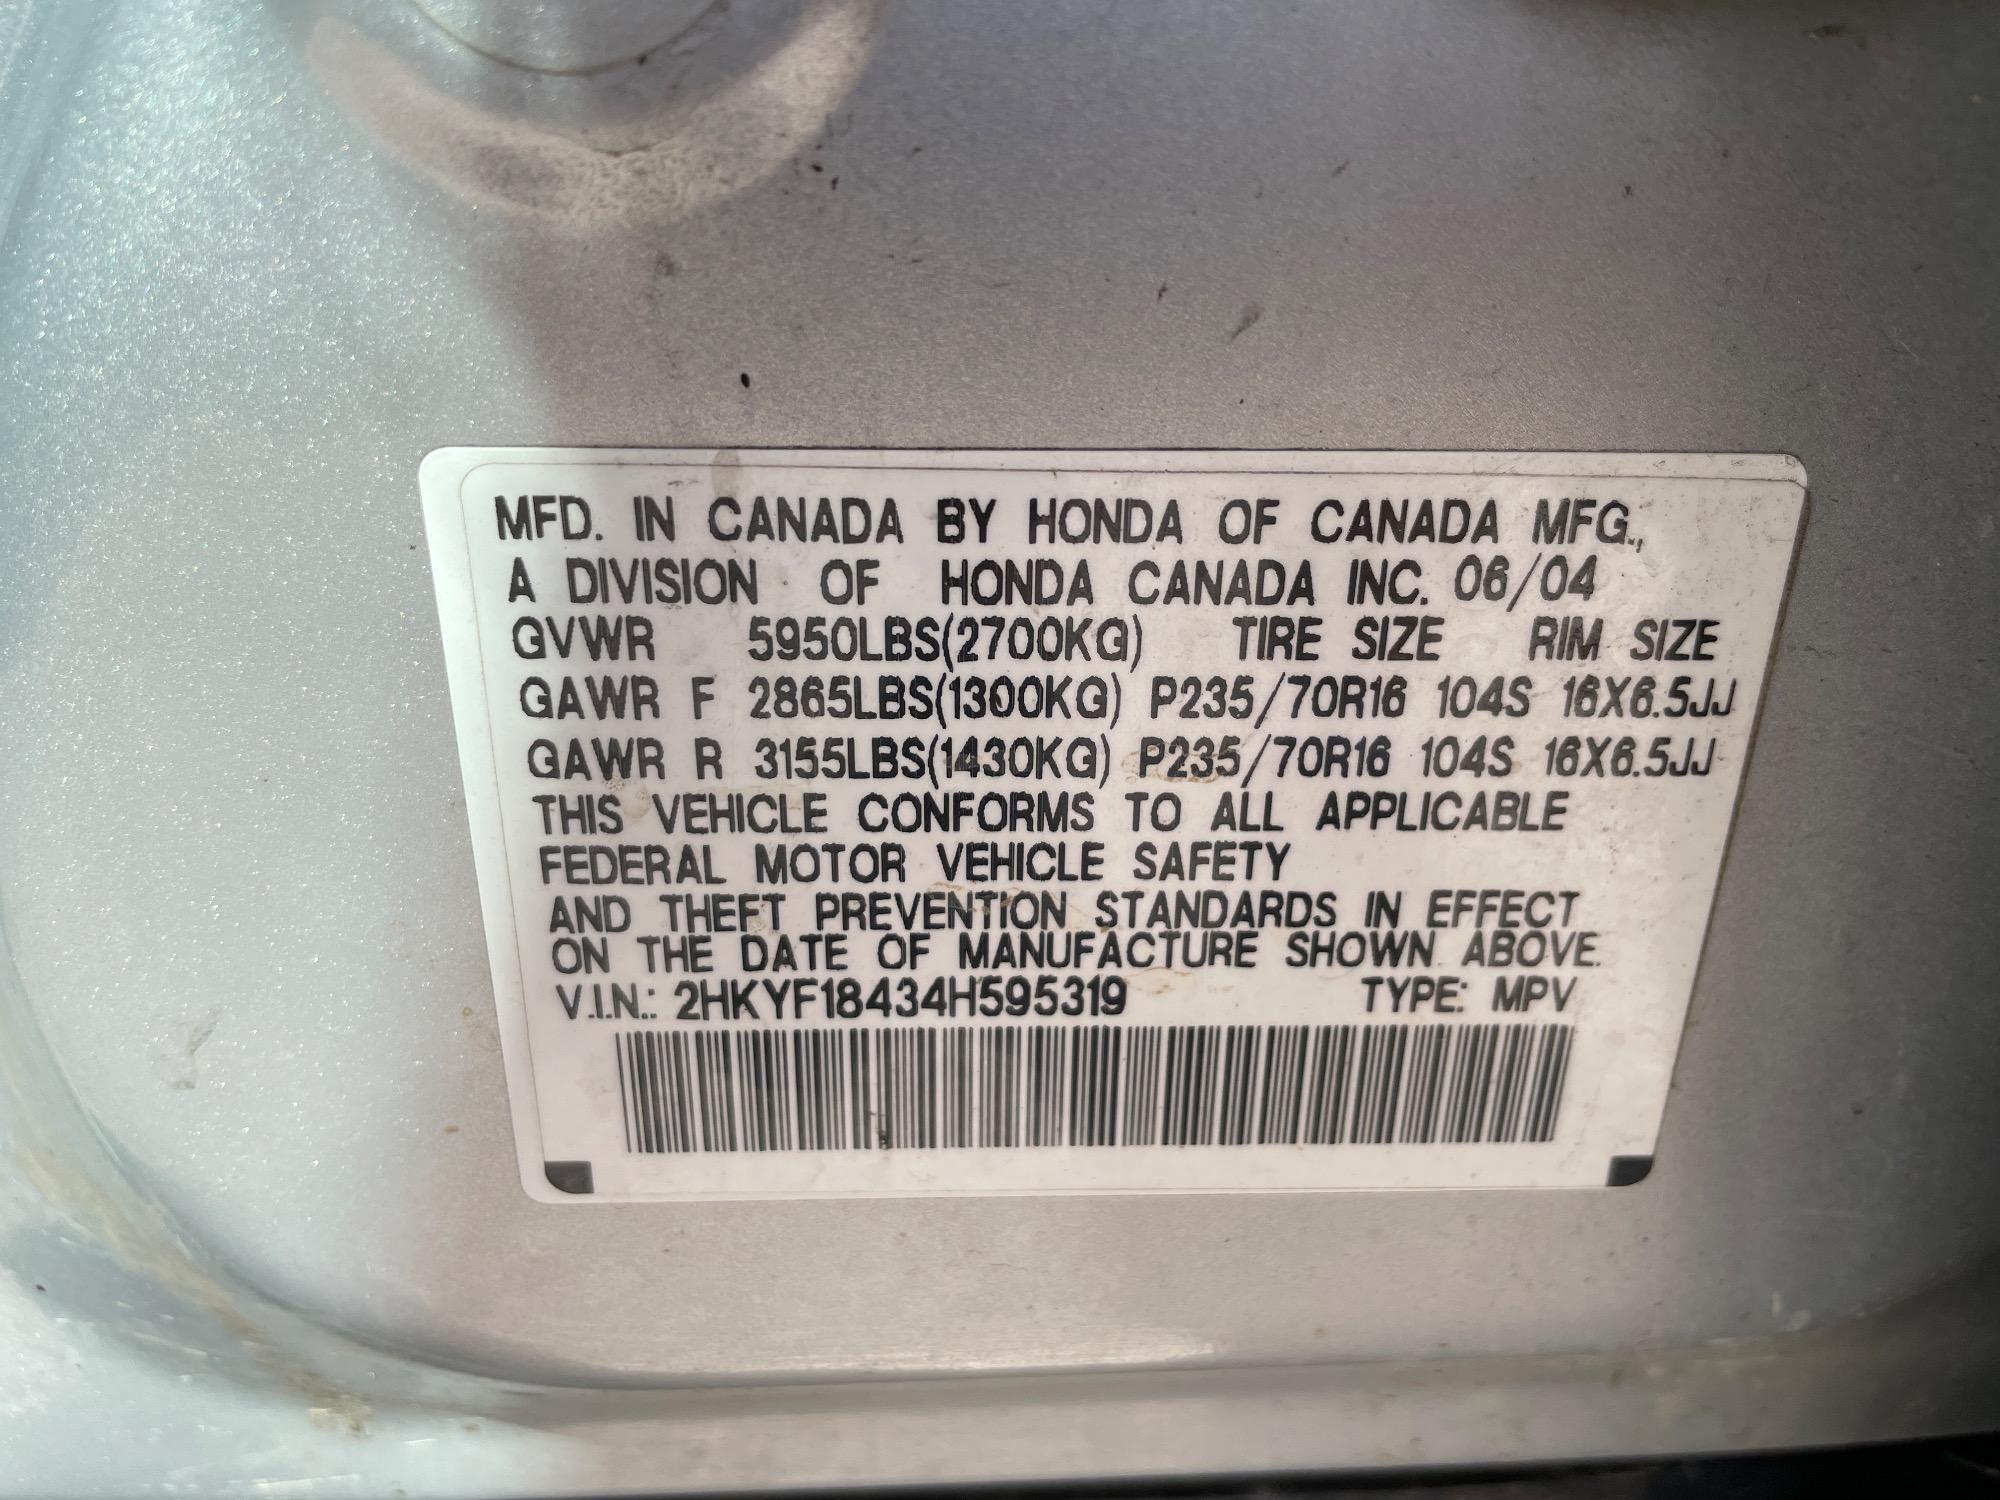 MFD. IN CANADA BY HONDA OF CANADA MFG.,
A DIVISION OF HONDA CANADA INC. 06/04
GVWR 5950LBS(2700KG) TIRE SIZE RIM SIZE
GAWR F 2865LBS(1300KG) P235/70R16 104S 16X6.5JJ
GAWR R 3155LBS(1430KG) P235/70R16 104S 16X6.5JJ
THIS VEHICLE CONFORMS TO ALL APPLICABLE
FEDERAL MOTOR VEHICLE SAFETY
AND THEFT PREVENTION STANDARDS IN EFFECT
ON THE DATE OF MANUFACTURE SHOWN ABOVE.
V.I.N.: 2HKYF18434H595319 TYPE: MPV